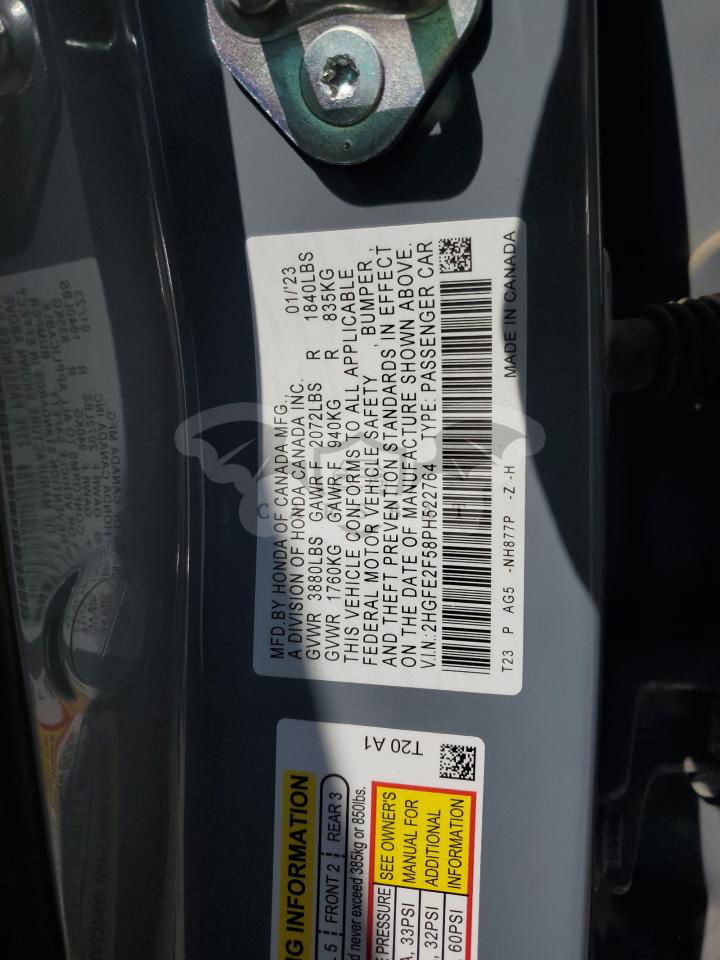 MFD.BY HONDA OF CANADA MFG.,
A DIVISION OF HONDA CANADA INC. 01/'23
GVWR 3880LBS GAWR F 2072LBS R 1840LBS
GVWR 1760KG GAWR F 940KG R 835KG
THIS VEHICLE CONFORMS TO ALL APPLICABLE
FEDERAL MOTOR VEHICLE SAFETY , BUMPER ,
AND THEFT PREVENTION STANDARDS IN EFFECT
ON THE DATE OF MANUFACTURE SHOWN ABOVE.
V.I.N.:2HGFE2F58PH522764 TYPE: PASSENGER CAR
T23 P AG5 -NH877P -Z -H MADE IN CANADA
T20 A1
INFORMATION
5 FRONT 2 REAR 3
never exceed 385kg or 850lbs.
PRESSURE SEE OWNER'S
33PSI MANUAL FOR
32PSI ADDITIONAL
60PSI INFORMATION